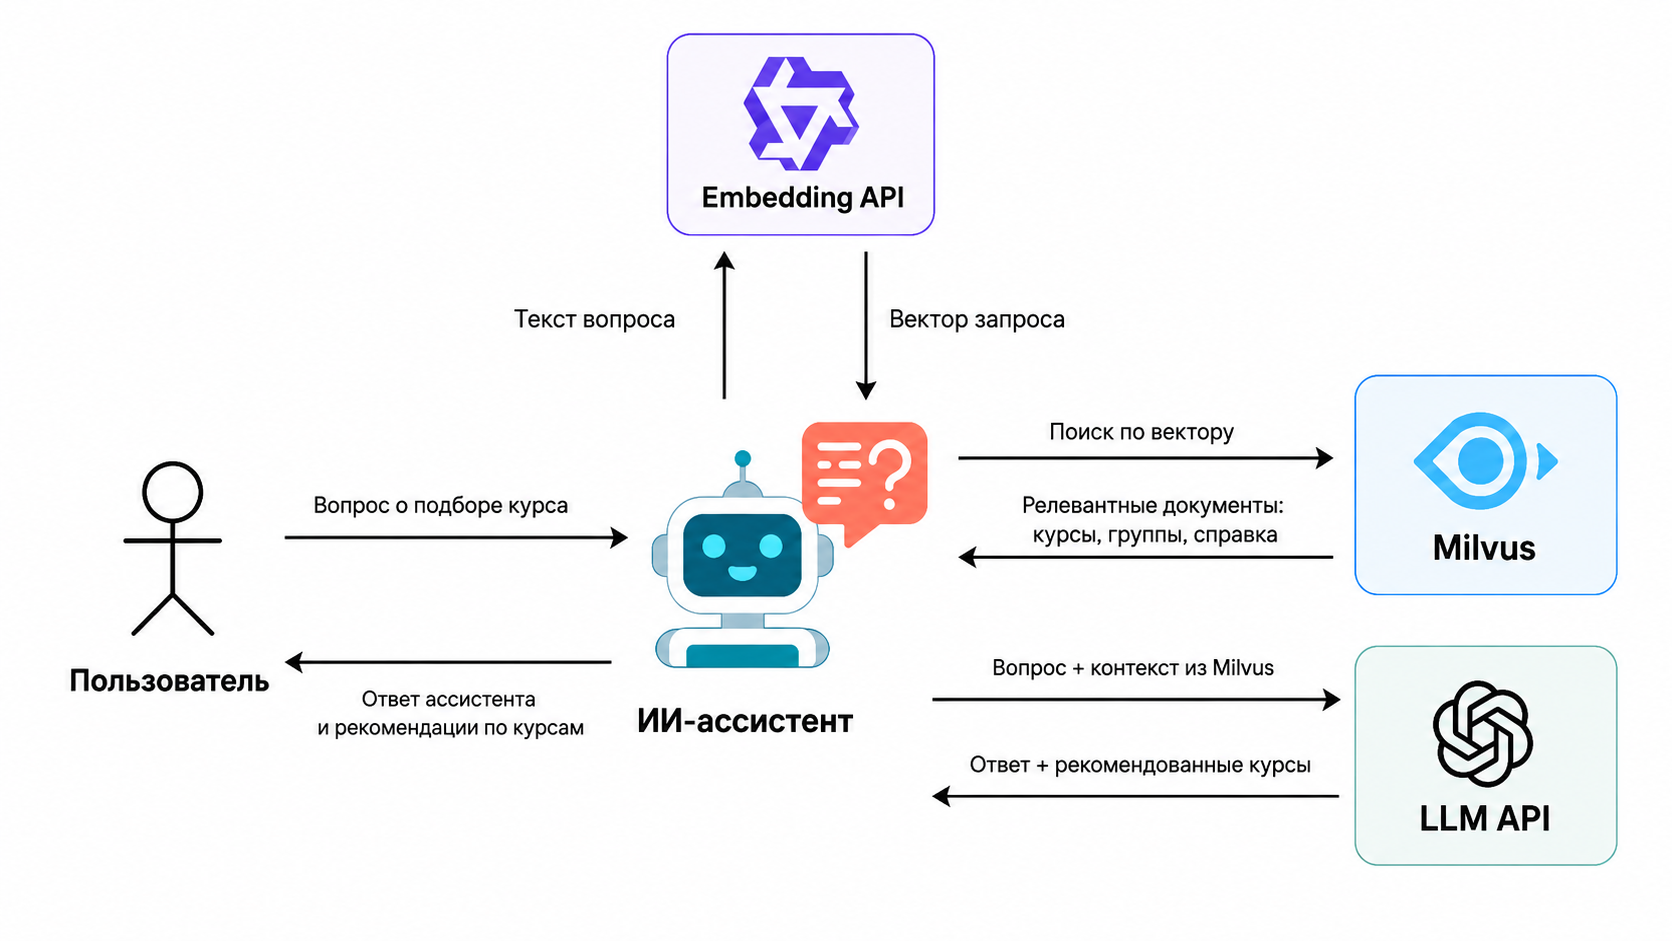 Embedding API
Текст вопроса
Вектор запроса
Поиск по вектору
Вопрос о подборе курса
Релевантные документы:
курсы, группы, справка
Milvus
Пользователь
Ответ ассистента
и рекомендации по курсам
ИИ-ассистент
Вопрос + контекст из Milvus
Ответ + рекомендованные курсы
LLM API